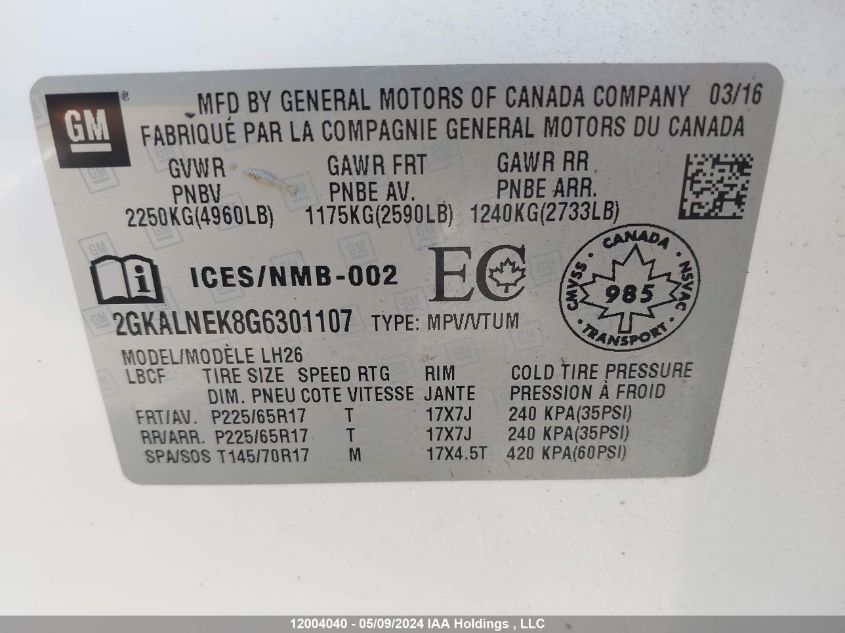 GM®
MFD BY GENERAL MOTORS OF CANADA COMPANY 03/16
FABRIQUÉ PAR LA COMPAGNIE GENERAL MOTORS DU CANADA
GVWR GAWR FRT GAWR RR
PNBV PNBE AV. PNBE ARR.
2250KG(4960LB) 1175KG(2590LB) 1240KG(2733LB)
i ICES/NMB-002 EC
CANADA
CMVSS 985 NSVAC
TRANSPORT
2GKALNEK8G6301107 TYPE: MPV/VTUM
MODEL/MODÈLE LH26
LBCF TIRE SIZE SPEED RTG RIM COLD TIRE PRESSURE
DIM. PNEU COTE VITESSE JANTE PRESSION À FROID
FRT/AV. P225/65R17 T 17X7J 240 KPA(35PSI)
RR/ARR. P225/65R17 T 17X7J 240 KPA(35PSI)
SPA/SOS T145/70R17 M 17X4.5T 420 KPA(60PSI)
12004040 - 05/09/2024 IAA Holdings , LLC